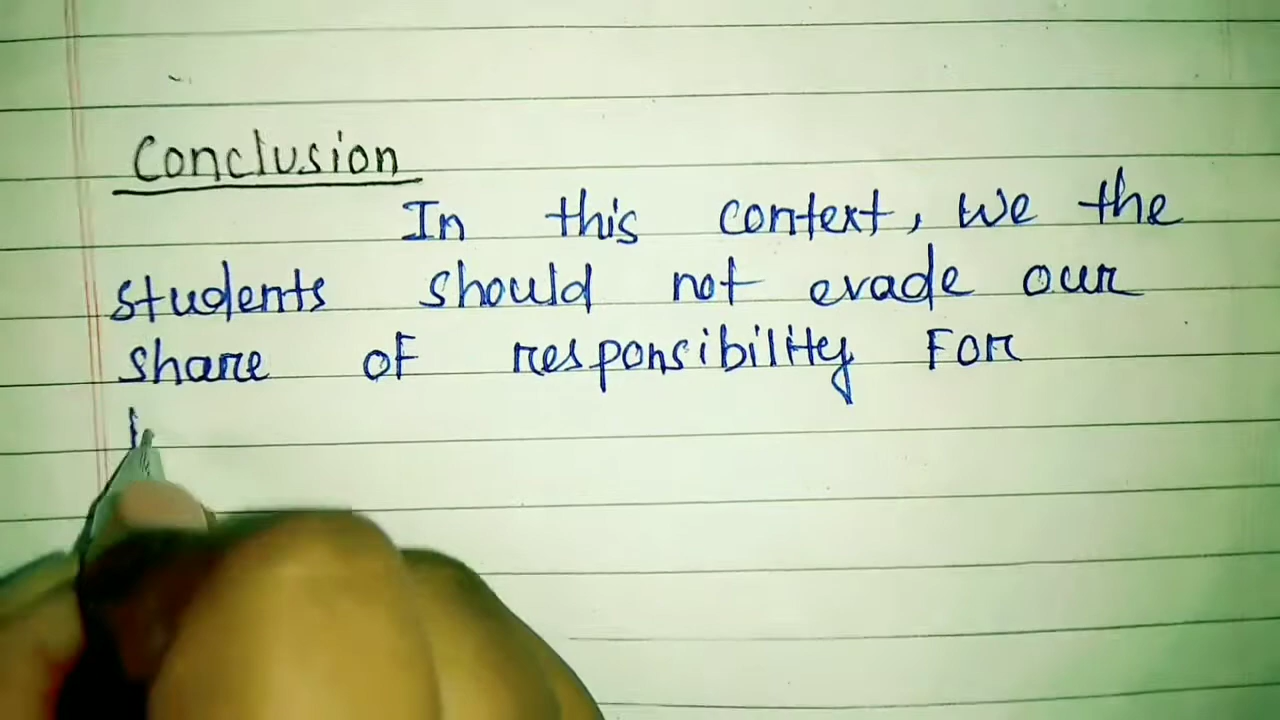 Conclusion
In this context, We the
students should not evade our
share of responsibility For